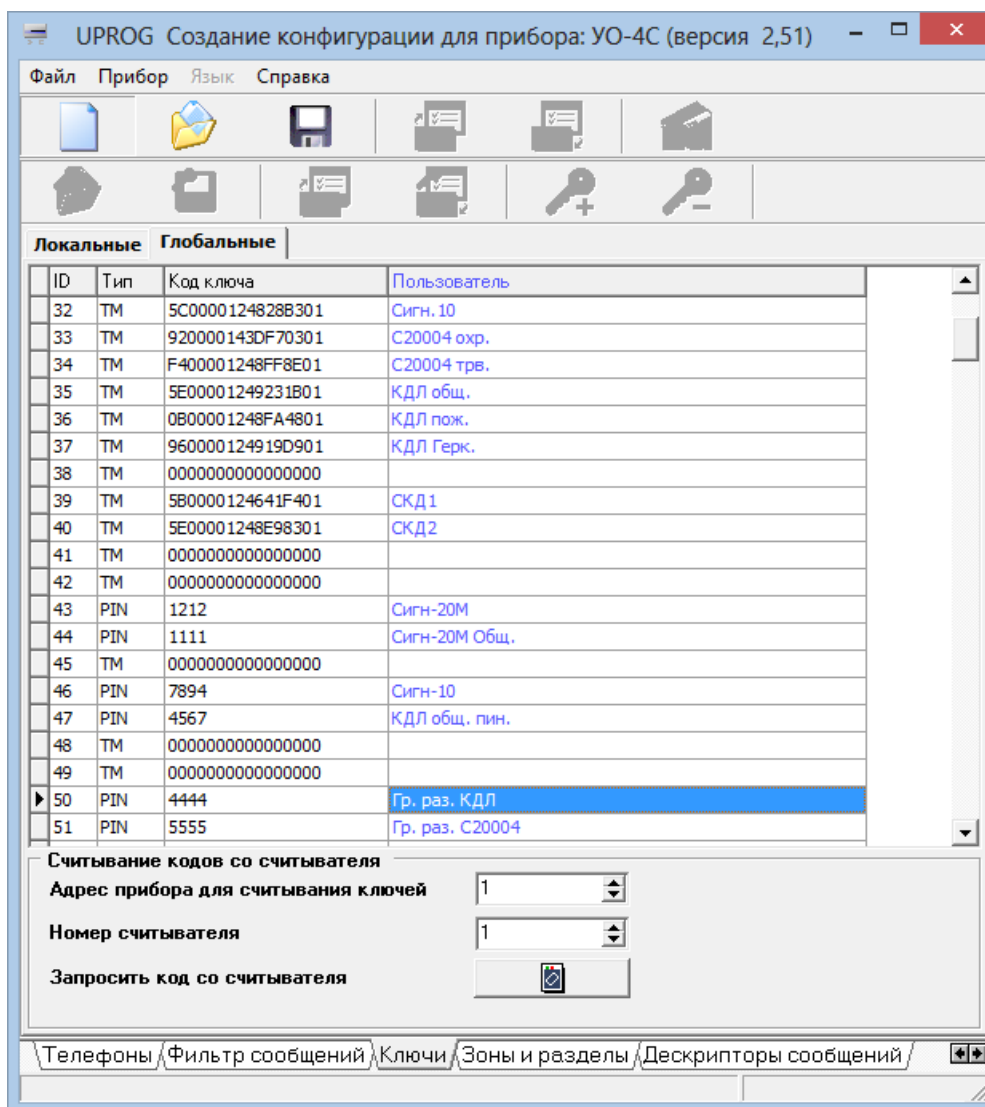 UPROG Создание конфигурации для прибора: УО-4С (версия 2,51)
Файл Прибор Язык Справка
Локальные Глобальные
ID Тип Код ключа Пользователь
32 TM 5C0000124828B301 Сигн. 10
33 TM 920000143DF70301 С20004 охр.
34 TM F400001248FF8E01 С20004 трв.
35 TM 5E00001249231B01 КДЛ общ.
36 TM 0B00001248FA4801 КДЛ пож.
37 TM 960000124919D901 КДЛ Герк.
38 TM 0000000000000000
39 TM 5B0000124641F401 СКД1
40 TM 5E00001248E98301 СКД2
41 TM 0000000000000000
42 TM 0000000000000000
43 PIN 1212 Сигн-20М
44 PIN 1111 Сигн-20М Общ.
45 TM 0000000000000000
46 PIN 7894 Сигн-10
47 PIN 4567 КДЛ общ. пин.
48 TM 0000000000000000
49 TM 0000000000000000
50 PIN 4444 Гр. раз. КДЛ
51 PIN 5555 Гр. раз. С20004
Считывание кодов со считывателя
Адрес прибора для считывания ключей 1
Номер считывателя 1
Запросить код со считывателя
Телефоны Фильтр сообщений Ключи Зоны и разделы Дескрипторы сообщений